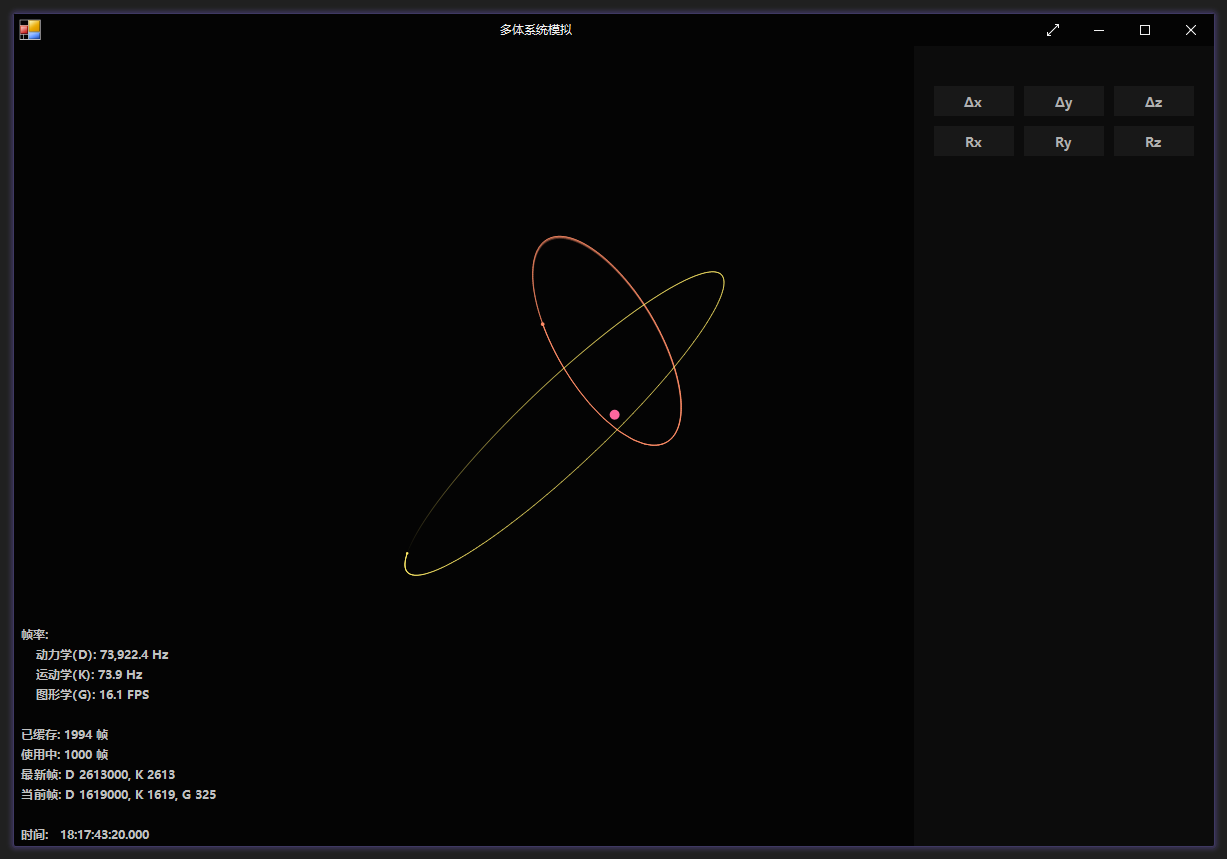 多体系统模拟
Δx Δy Δz
Rx Ry Rz
帧率:
动力学(D): 73,922.4 Hz
运动学(K): 73.9 Hz
图形学(G): 16.1 FPS
已缓存: 1994 帧
使用中: 1000 帧
最新帧: D 2613000, K 2613
当前帧: D 1619000, K 1619, G 325
时间: 18:17:43:20.000